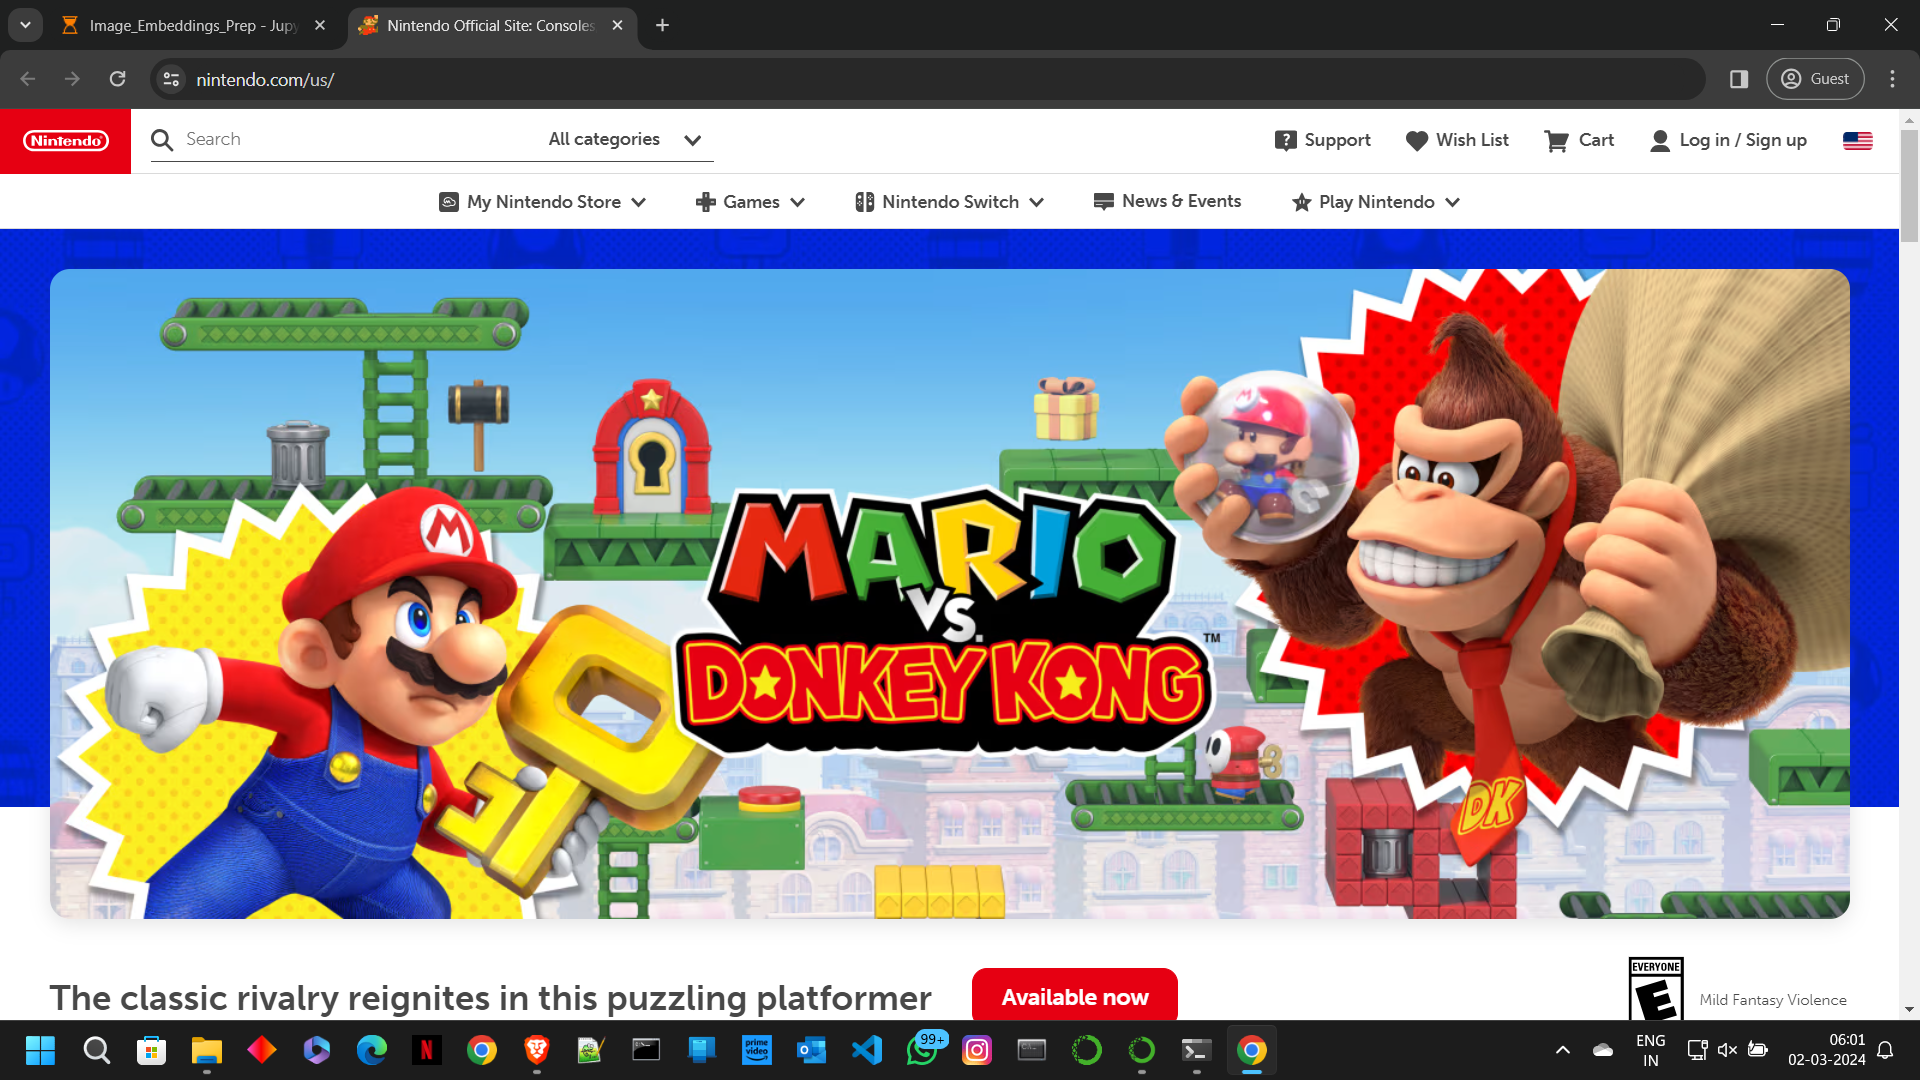 Image_Embeddings_Prep - Jupy
Nintendo Official Site: Consoles
nintendo.com/us/
Guest
Nintendo
Search
All categories
Support
Wish List
Cart
Log in / Sign up
My Nintendo Store
Games
Nintendo Switch
News & Events
Play Nintendo
M
M
MARIO
VS.
DONKEY KONG™
DK
The classic rivalry reignites in this puzzling platformer
Available now
EVERYONE
E
Mild Fantasy Violence
N
prime video
99+
ENG
IN
06:01
02-03-2024